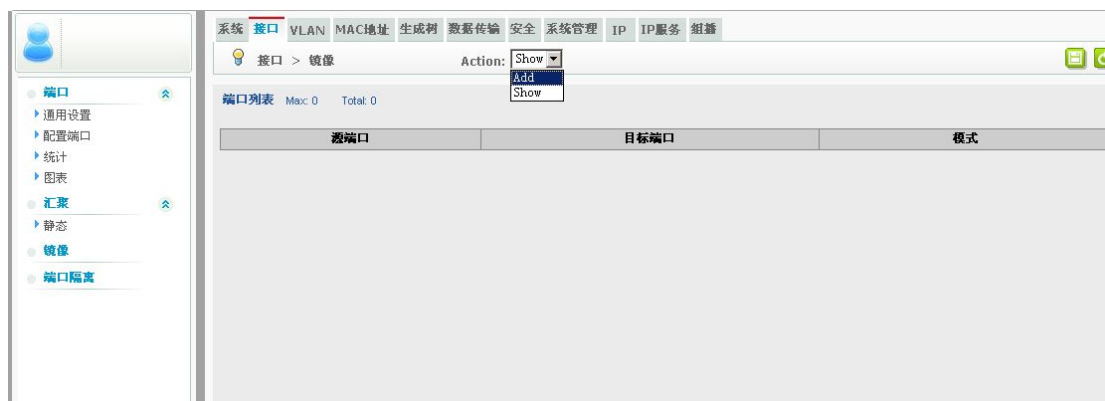 系统 接口 VLAN MAC地址 生成树 数据传输 安全 系统管理 IP IP服务 组播
接口 > 镜像 Action: Show
Add
Show
端口
通用设置
配置端口
统计
图表
汇聚
静态
镜像
端口隔离
端口列表 Max: 0 Total: 0
源端口 目标端口 模式